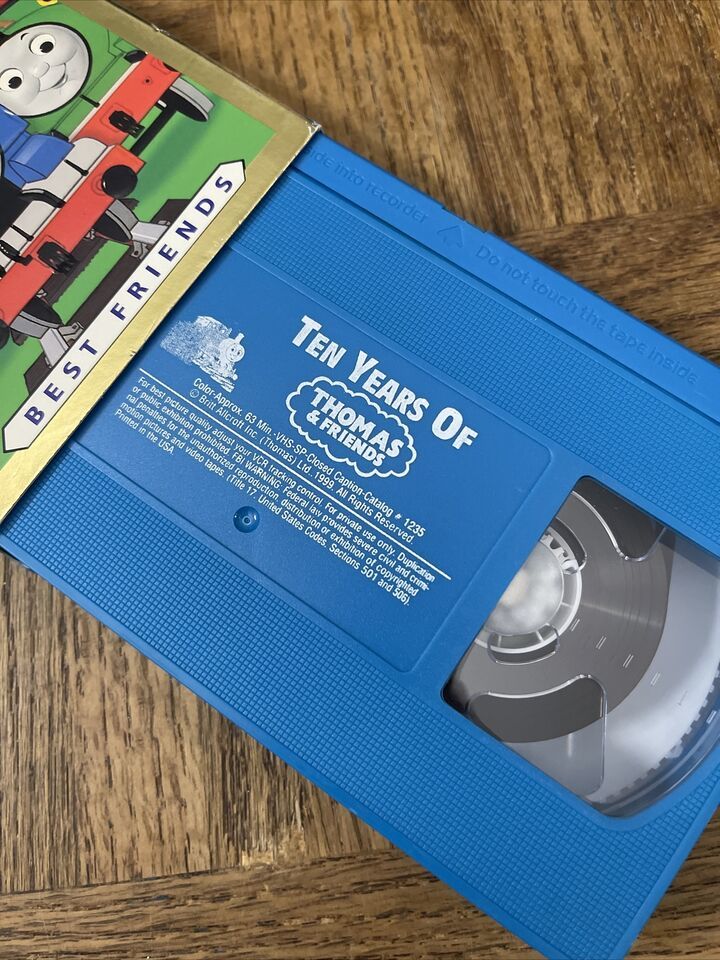 BEST FRIENDS
into recorder
Do not touch the tape inside
TEN YEARS OF
THOMAS
& FRIENDS
Color-Approx. 63 Min.-VHS-SP-Closed Caption-Catalog # 1235
© Britt Allcroft Inc. (Thomas) Ltd. 1999. All Rights Reserved.
For best picture quality adjust your VCR tracking control. For private use only. Duplication
or public exhibition prohibited. FBI WARNING: Federal law provides severe civil and crimi-
nal penalties for the unauthorized reproduction, distribution or exhibition of copyrighted
motion pictures and video tapes. (Title 17, United States Codes, Sections 501 and 506).
Printed in the USA